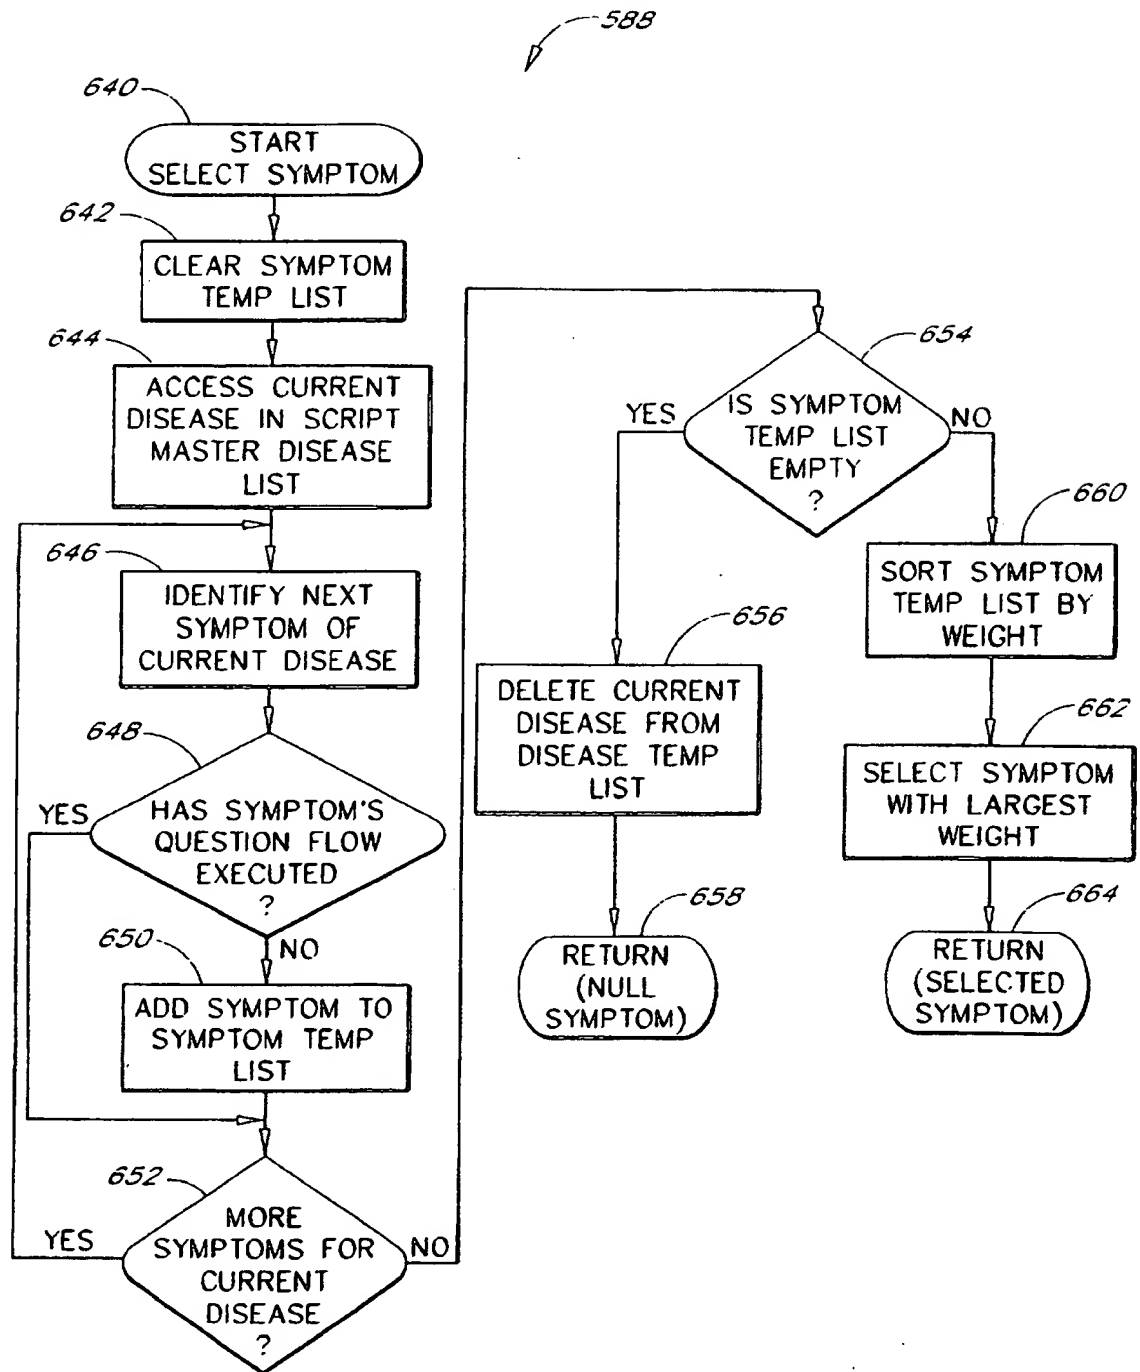 588
640
START
SELECT SYMPTOM
642
CLEAR SYMPTOM
TEMP LIST
644
ACCESS CURRENT
DISEASE IN SCRIPT
MASTER DISEASE
LIST
646
IDENTIFY NEXT
SYMPTOM OF
CURRENT DISEASE
648
YES
HAS SYMPTOM'S
QUESTION FLOW
EXECUTED
?
NO
650
ADD SYMPTOM TO
SYMPTOM TEMP
LIST
652
YES
MORE
SYMPTOMS FOR
CURRENT
DISEASE
?
NO
654
YES
IS SYMPTOM
TEMP LIST
EMPTY
?
NO
656
DELETE CURRENT
DISEASE FROM
DISEASE TEMP
LIST
658
RETURN
(NULL
SYMPTOM)
660
SORT SYMPTOM
TEMP LIST BY
WEIGHT
662
SELECT SYMPTOM
WITH LARGEST
WEIGHT
664
RETURN
(SELECTED
SYMPTOM)